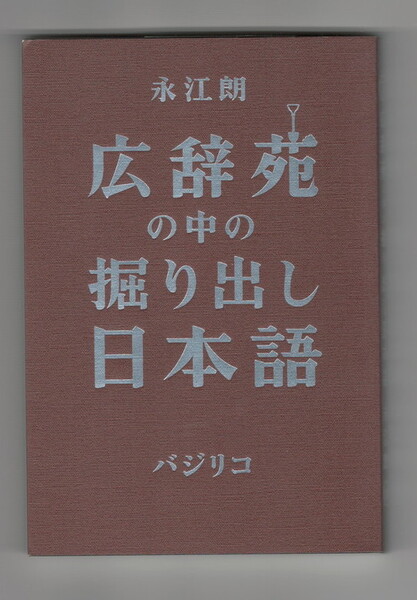 永江朗
広辞苑
の中の
掘り出し
日本語
バジリコ